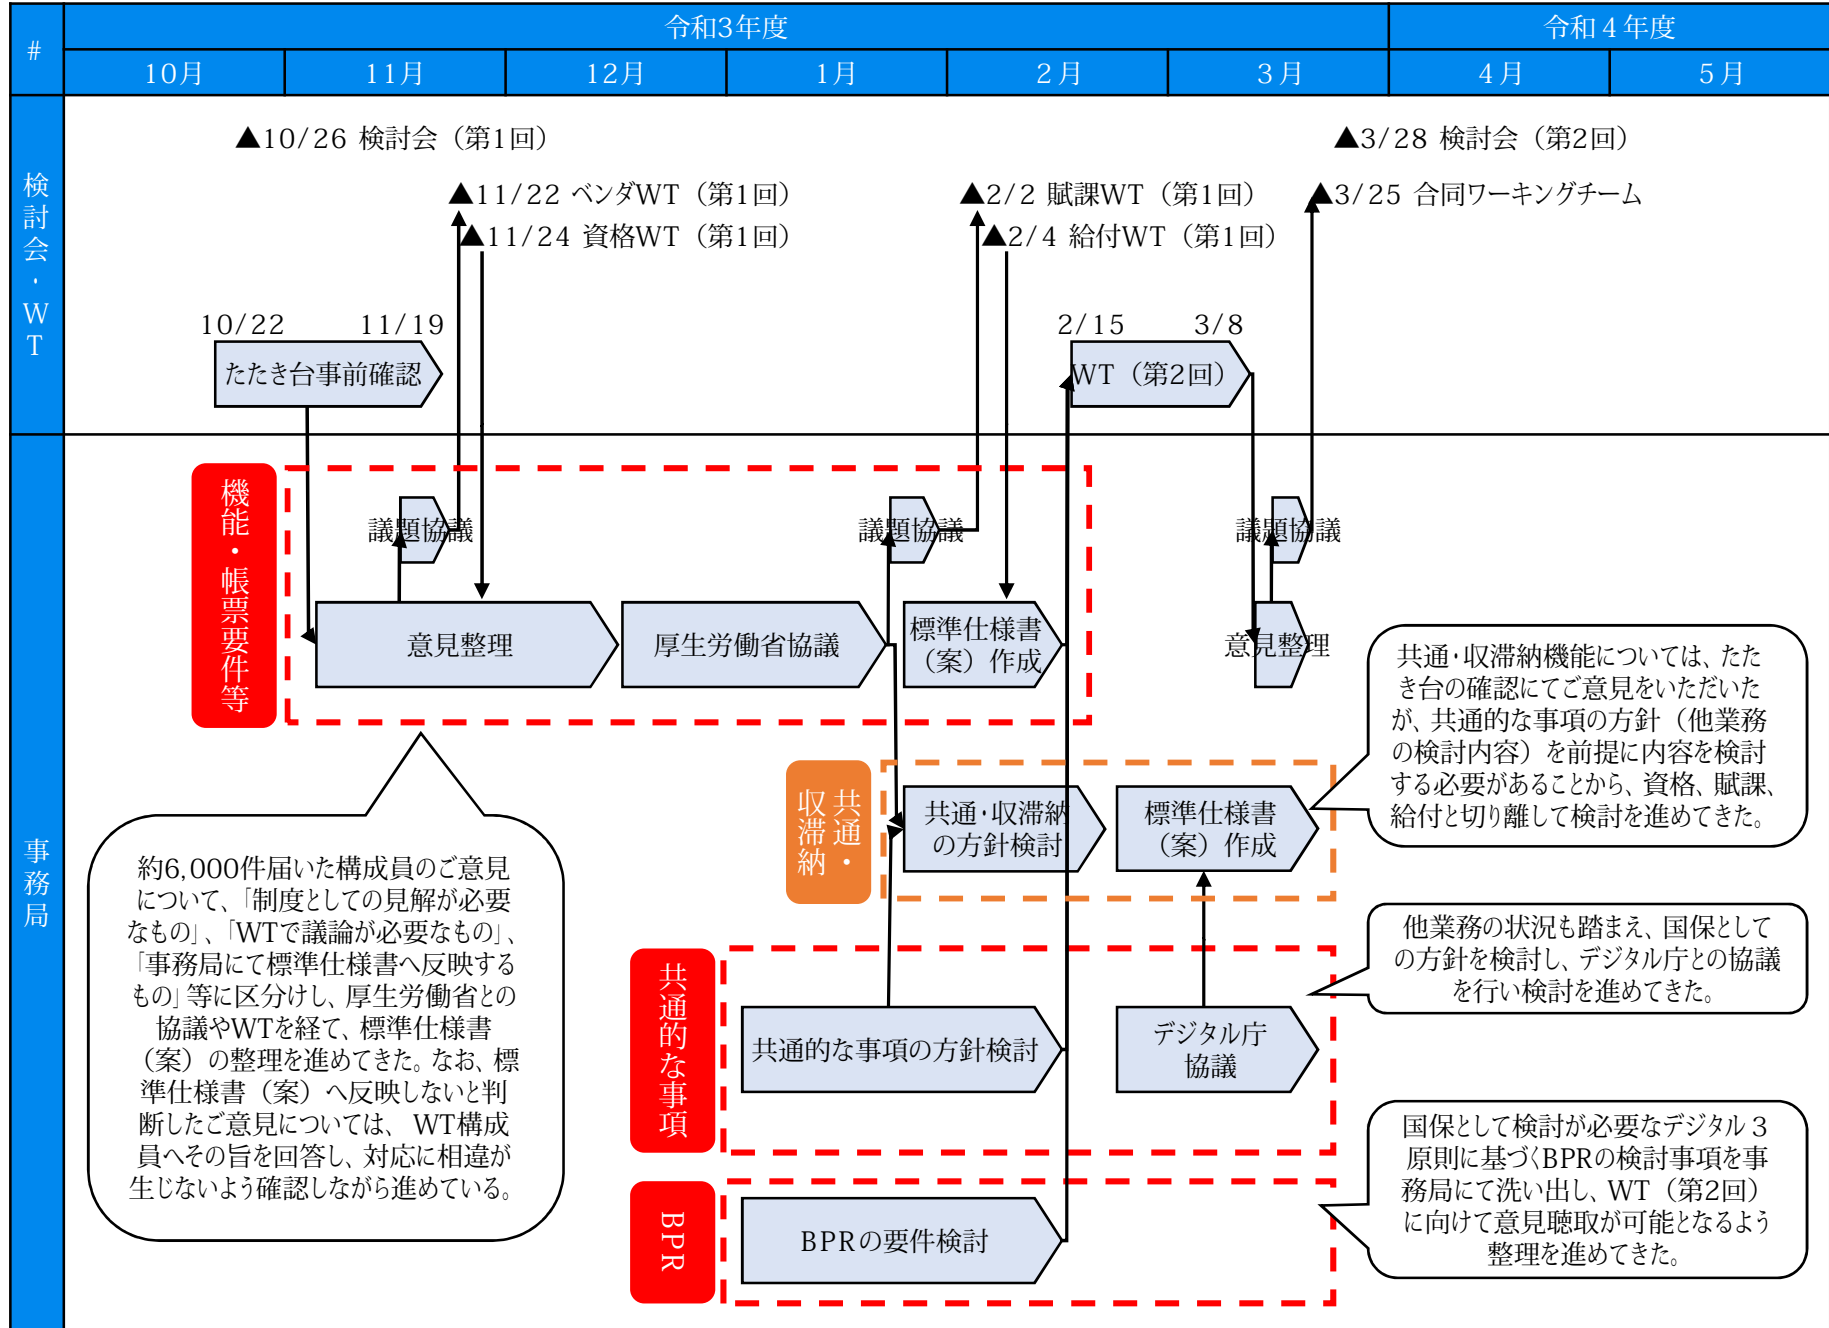 #
令和3年度
令和４年度
10月
11月
12月
１月
２月
３月
４月
５月
検討会・WT
▲10/26 検討会（第1回）
▲3/28 検討会（第2回）
▲11/22 ベンダWT（第1回）
▲2/2 賦課WT（第1回）
▲3/25 合同ワーキングチーム
▲11/24 資格WT（第1回）
▲2/4 給付WT（第1回）
10/22
11/19
2/15
3/8
たたき台事前確認
WT（第2回）
事務局
機能・帳票要件等
議題協議
議題協議
議題協議
意見整理
厚生労働省協議
標準仕様書
（案）作成
意見整理
共通・収滞納機能については、たた
き台の確認にてご意見をいただいた
が、共通的な事項の方針（他業務
の検討内容）を前提に内容を検討
する必要があることから、資格、賦課、
給付と切り離して検討を進めてきた。
共通・
収滞納
共通・収滞納
の方針検討
標準仕様書
（案）作成
約6,000件届いた構成員のご意見
について、「制度としての見解が必要
なもの」、「WTで議論が必要なもの」、
「事務局にて標準仕様書へ反映する
もの」等に区分けし、厚生労働省との
協議やWTを経て、標準仕様書
（案）の整理を進めてきた。なお、標
準仕様書（案）へ反映しないと判
断したご意見については、WT構成
員へその旨を回答し、対応に相違が
生じないよう確認しながら進めている。
共通的な事項
共通的な事項の方針検討
デジタル庁
協議
他業務の状況も踏まえ、国保として
の方針を検討し、デジタル庁との協議
を行い検討を進めてきた。
BPR
BPRの要件検討
国保として検討が必要なデジタル３
原則に基づくBPRの検討事項を事
務局にて洗い出し、WT（第2回）
に向けて意見聴取が可能となるよう
整理を進めてきた。